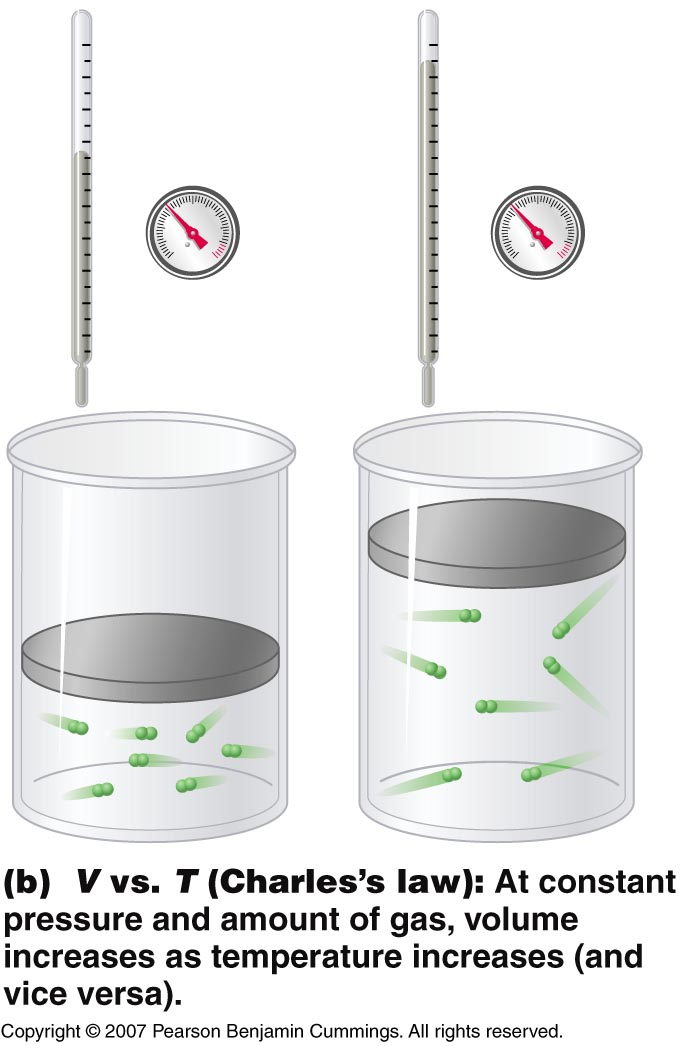 (b) V vs. T (Charles's law): At constant
pressure and amount of gas, volume
increases as temperature increases (and
vice versa).
Copyright © 2007 Pearson Benjamin Cummings. All rights reserved.